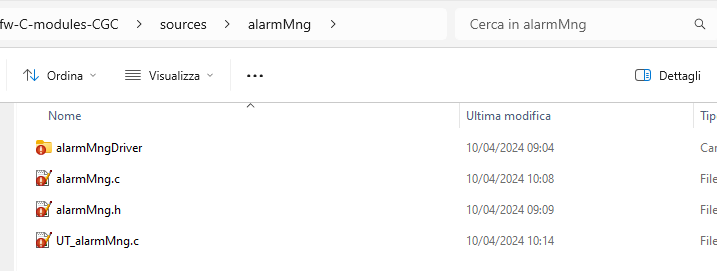 fw-C-modules-CGC > sources > alarmMng > Cerca in alarmMng
Ordina Visualizza ... Dettagli
Nome Ultima modifica Tip
alarmMngDriver 10/04/2024 09:04 Car
alarmMng.c 10/04/2024 10:08 File
alarmMng.h 10/04/2024 09:09 File
UT_alarmMng.c 10/04/2024 10:14 File